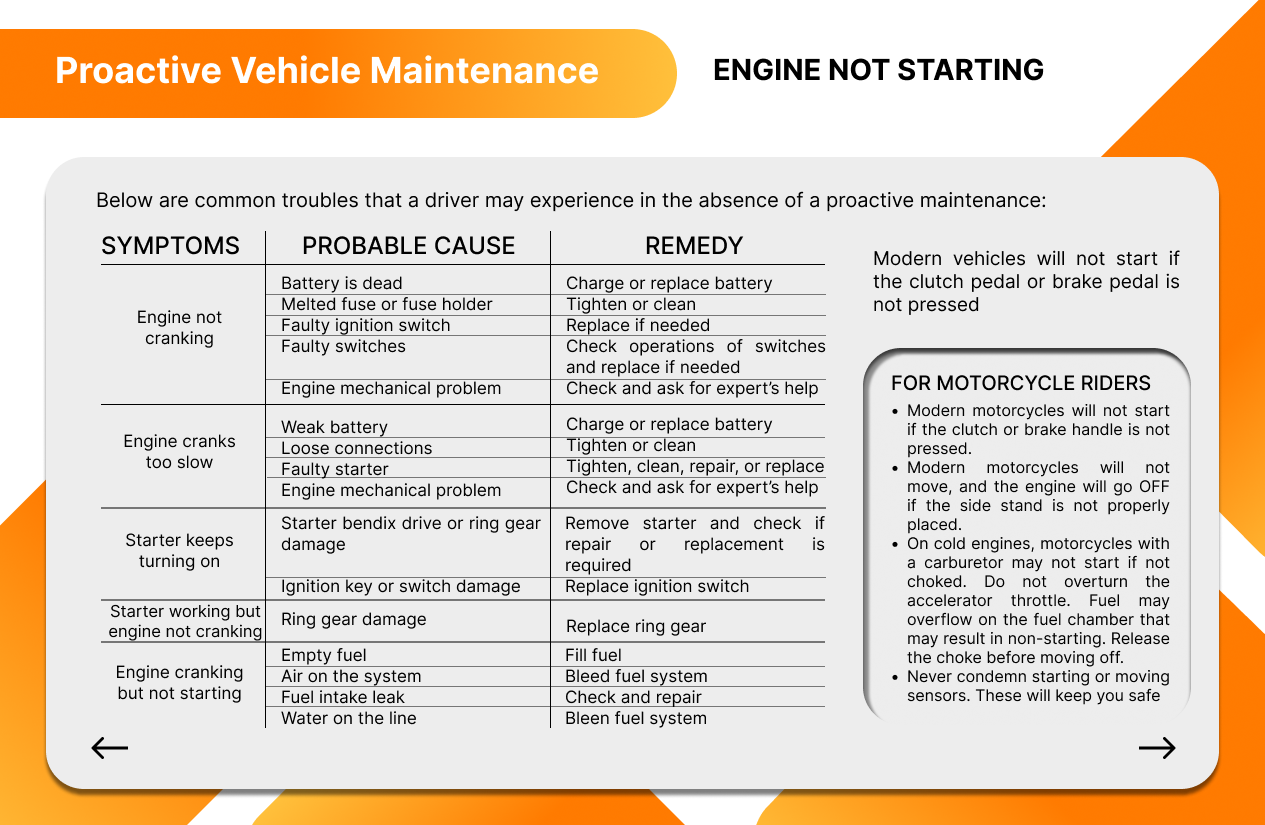 Proactive Vehicle Maintenance
ENGINE NOT STARTING
Below are common troubles that a driver may experience in the absence of a proactive maintenance:
SYMPTOMS PROBABLE CAUSE REMEDY
Engine not
cranking
Battery is dead Charge or replace battery
Melted fuse or fuse holder Tighten or clean
Faulty ignition switch Replace if needed
Faulty switches Check operations of switches
and replace if needed
Engine mechanical problem Check and ask for expert's help
Engine cranks
too slow
Weak battery Charge or replace battery
Loose connections Tighten or clean
Faulty starter Tighten, clean, repair, or replace
Engine mechanical problem Check and ask for expert's help
Starter keeps
turning on
Starter bendix drive or ring gear Remove starter and check if
damage repair or replacement is
required
Ignition key or switch damage Replace ignition switch
Starter working but
engine not cranking
Ring gear damage Replace ring gear
Engine cranking
but not starting
Empty fuel Fill fuel
Air on the system Bleed fuel system
Fuel intake leak Check and repair
Water on the line Bleen fuel system
Modern vehicles will not start if
the clutch pedal or brake pedal is
not pressed
FOR MOTORCYCLE RIDERS
• Modern motorcycles will not start
if the clutch or brake handle is not
pressed.
• Modern motorcycles will not
move, and the engine will go OFF
if the side stand is not properly
placed.
• On cold engines, motorcycles with
a carburetor may not start if not
choked. Do not overturn the
accelerator throttle. Fuel may
overflow on the fuel chamber that
may result in non-starting. Release
the choke before moving off.
• Never condemn starting or moving
sensors. These will keep you safe